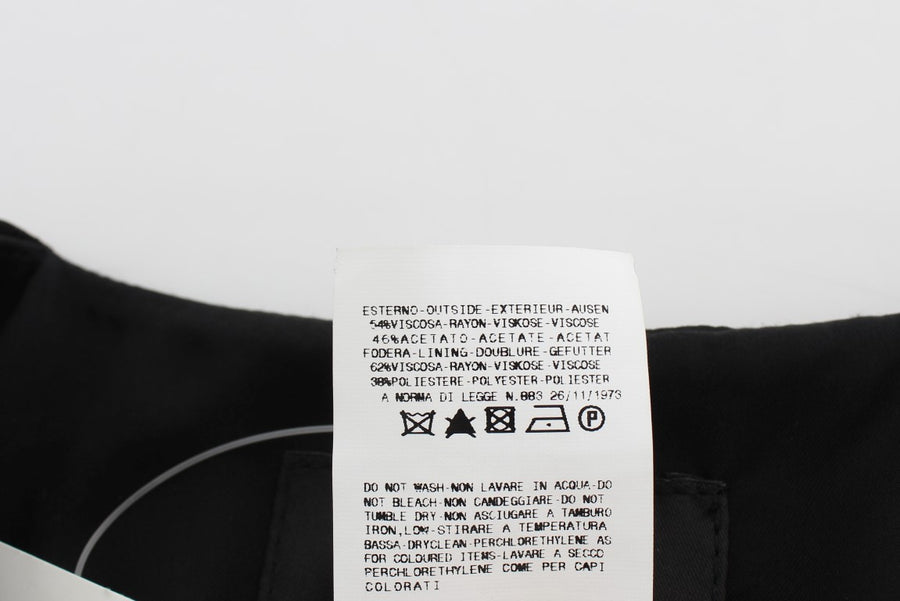 ESTERNO-OUTSIDE-EXTERIEUR-AUSEN
54%VISCOSA-RAYON-VISKOSE-VISCOSE
46%ACETATO-ACETATE-ACETAT
FODERA-LINING-DOUBLURE-GEFUTTER
62%VISCOSA-RAYON-VISKOSE-VISCOSE
38%POLIESTERE-POLYESTER-POLIESTER
A NORMA DI LEGGE N.883 26/11/1973
P
DO NOT WASH-NON LAVARE IN ACQUA-DO
NOT BLEACH-NON CANDEGGIARE-DO NOT
TUMBLE DRY-NON ASCIUGARE A TAMBURO
IRON,LOW-STIRARE A TEMPERATURA
BASSA-DRYCLEAN-PERCHLORETHYLENE AS
FOR COLOURED ITEMS-LAVARE A SECCO
PERCHLORETHYLENE COME PER CAPI
COLORATI